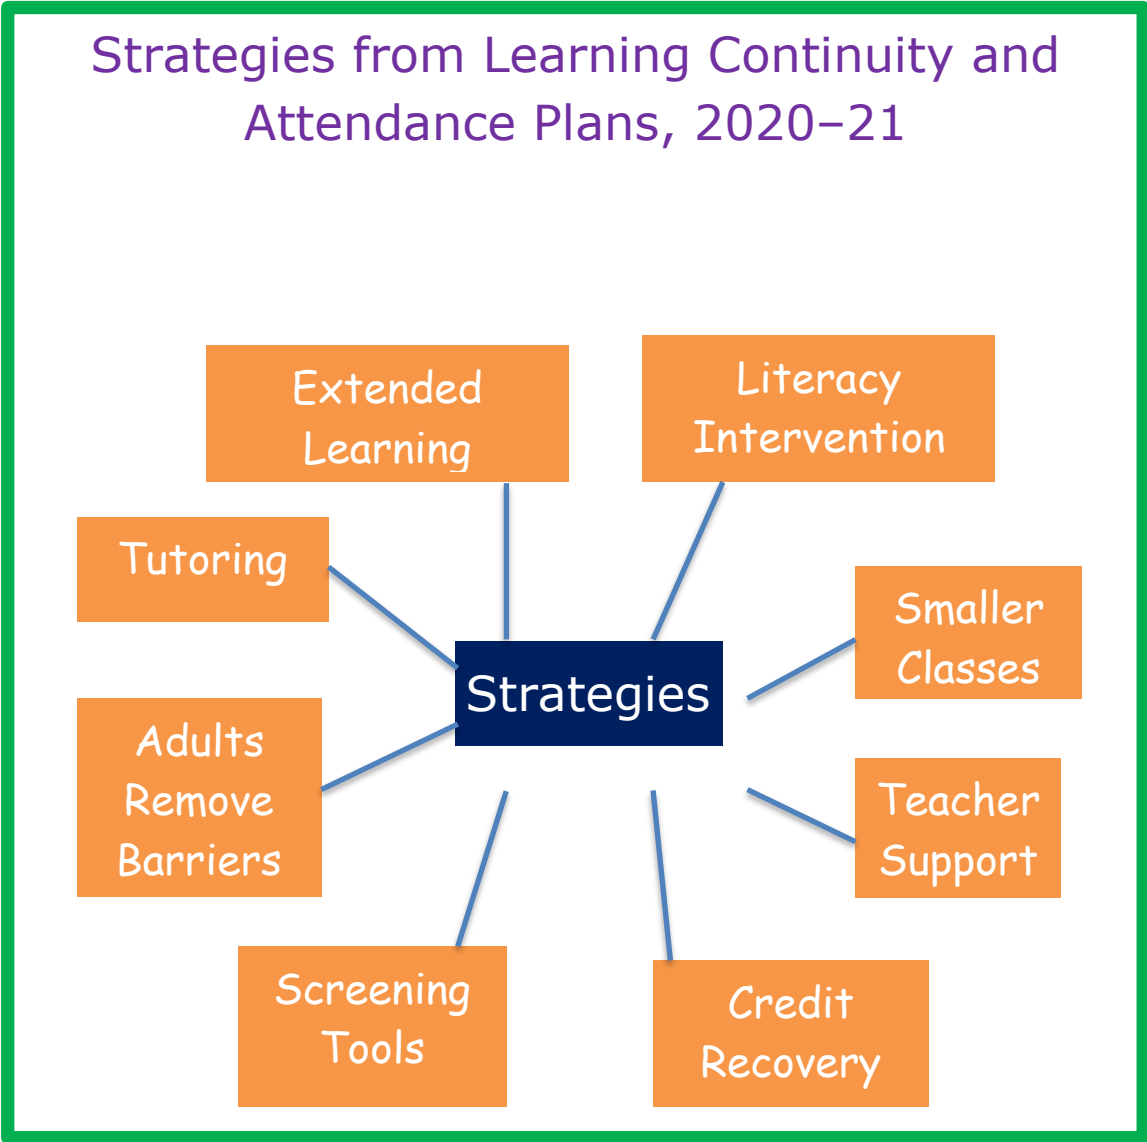 Strategies from Learning Continuity and
Attendance Plans, 2020–21
Extended
Learning
Literacy
Intervention
Tutoring
Smaller
Classes
Strategies
Adults
Remove
Barriers
Teacher
Support
Screening
Tools
Credit
Recovery